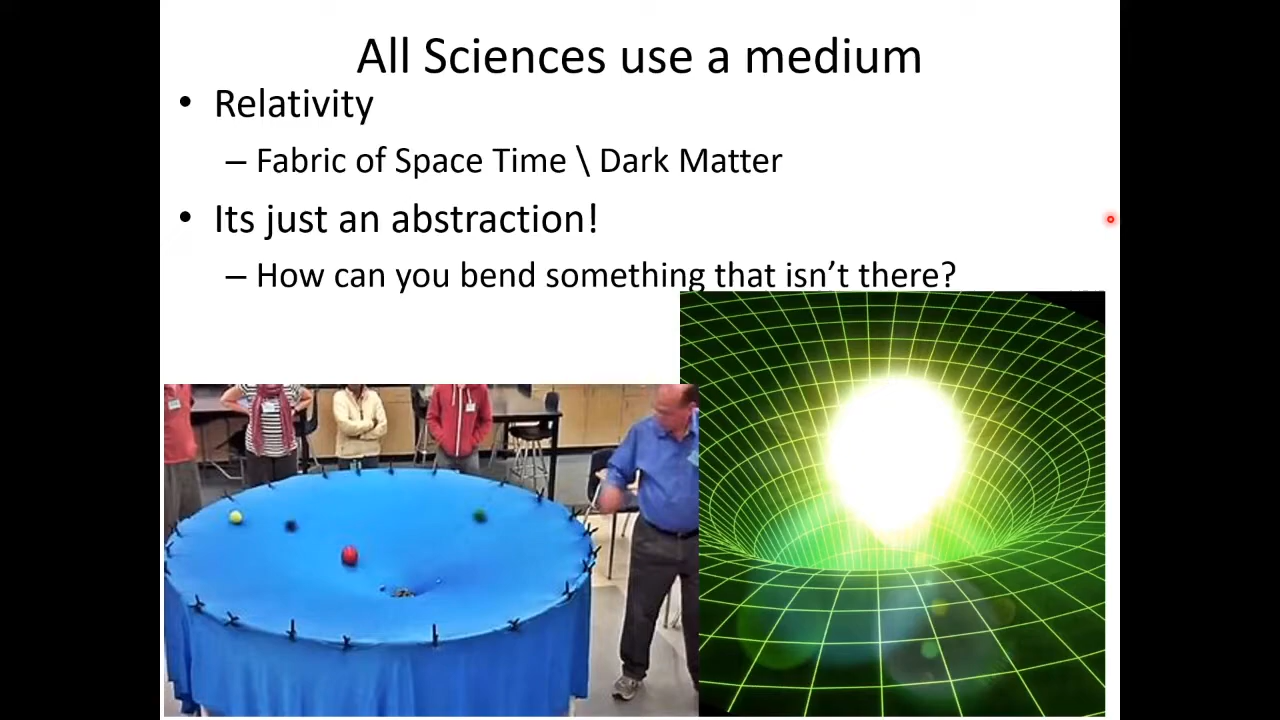 All Sciences use a medium
• Relativity
– Fabric of Space Time \ Dark Matter
• Its just an abstraction!
– How can you bend something that isn’t there?